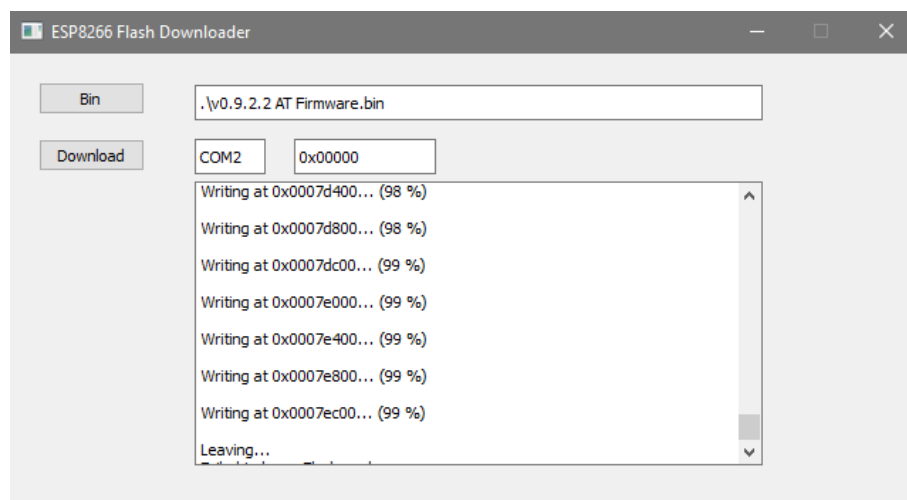 ESP8266 Flash Downloader
Bin
.\v0.9.2.2 AT Firmware.bin
Download
COM2
0x00000
Writing at 0x0007d400... (98 %)
Writing at 0x0007d800... (98 %)
Writing at 0x0007dc00... (99 %)
Writing at 0x0007e000... (99 %)
Writing at 0x0007e400... (99 %)
Writing at 0x0007e800... (99 %)
Writing at 0x0007ec00... (99 %)
Leaving...